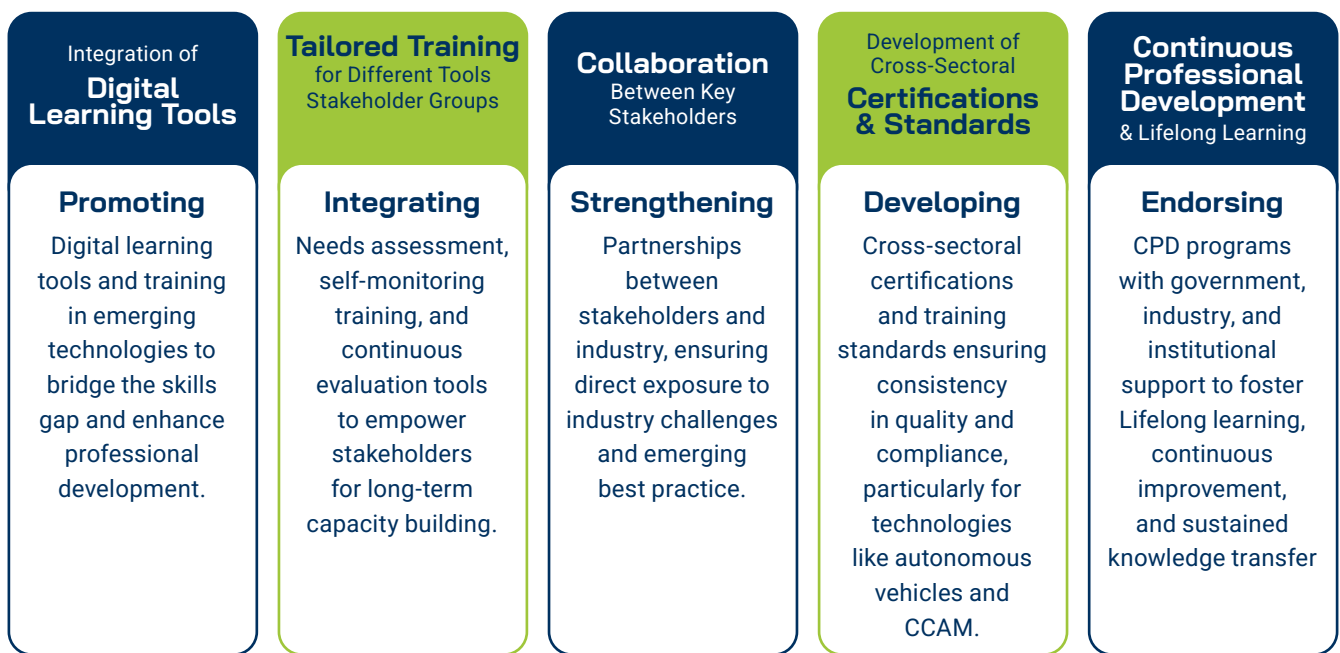 Integration of
Digital
Learning Tools
Promoting
Digital learning
tools and training
in emerging
technologies to
bridge the skills
gap and enhance
professional
development.
Tailored Training
for Different Tools
Stakeholder Groups
Integrating
Needs assessment,
self-monitoring
training, and
continuous
evaluation tools
to empower
stakeholders
for long-term
capacity building.
Collaboration
Between Key
Stakeholders
Strengthening
Partnerships
between
stakeholders and
industry, ensuring
direct exposure to
industry challenges
and emerging
best practice.
Development of
Cross-Sectoral
Certifications
& Standards
Developing
Cross-sectoral
certifications
and training
standards ensuring
consistency
in quality and
compliance,
particularly for
technologies
like autonomous
vehicles and
CCAM.
Continuous
Professional
Development
& Lifelong Learning
Endorsing
CPD programs
with government,
industry, and
institutional
support to foster
Lifelong learning,
continuous
improvement,
and sustained
knowledge transfer